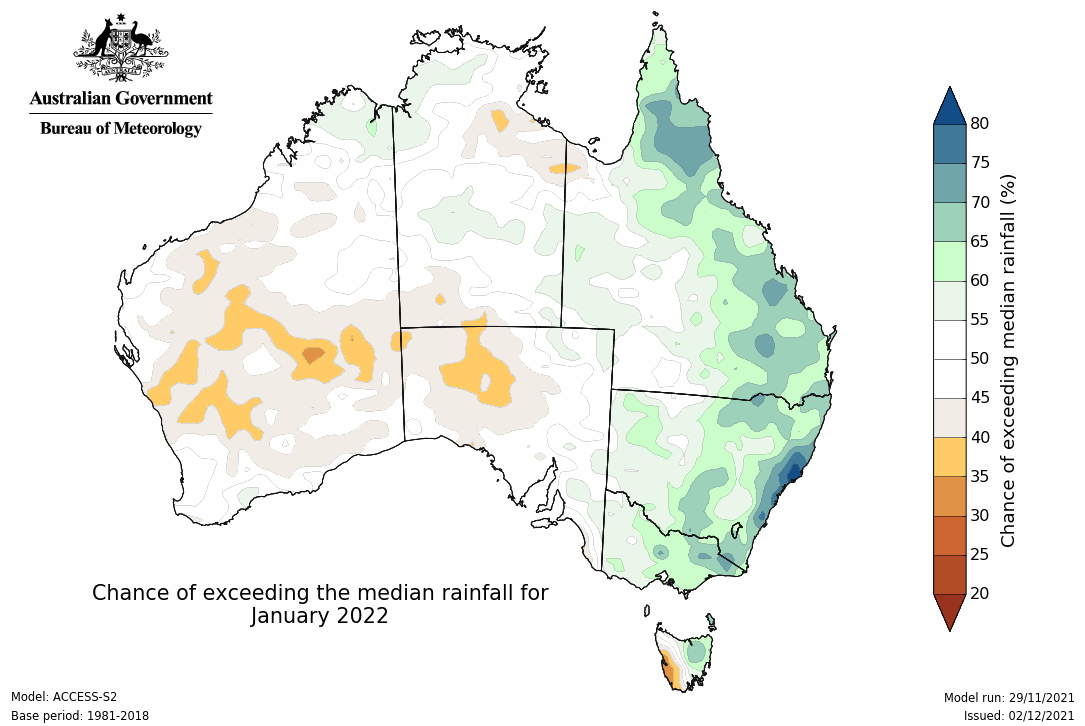 AUSTRALIA
Australian Government
Bureau of Meteorology
80
75
70
65
60
55
50
45
40
35
30
25
20
Chance of exceeding median rainfall (%)
Chance of exceeding the median rainfall for
January 2022
Model: ACCESS-S2
Base period: 1981-2018
Model run: 29/11/2021
Issued: 02/12/2021